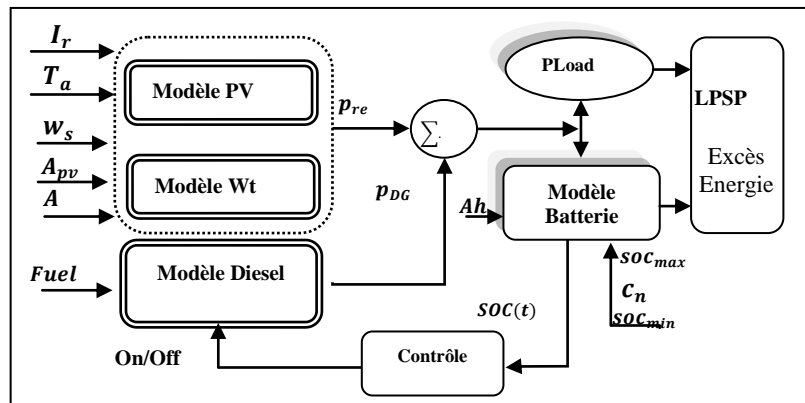 I_r
T_a
w_s
A_pv
A
Fuel
Modèle PV
Modèle Wt
Modèle Diesel
p_re
p_DG
∑.
PLoad
LPSP
Excès
Energie
Modèle
Batterie
Ah
soc_max
c_n
soc_min
SOC(t)
Contrôle
On/Off